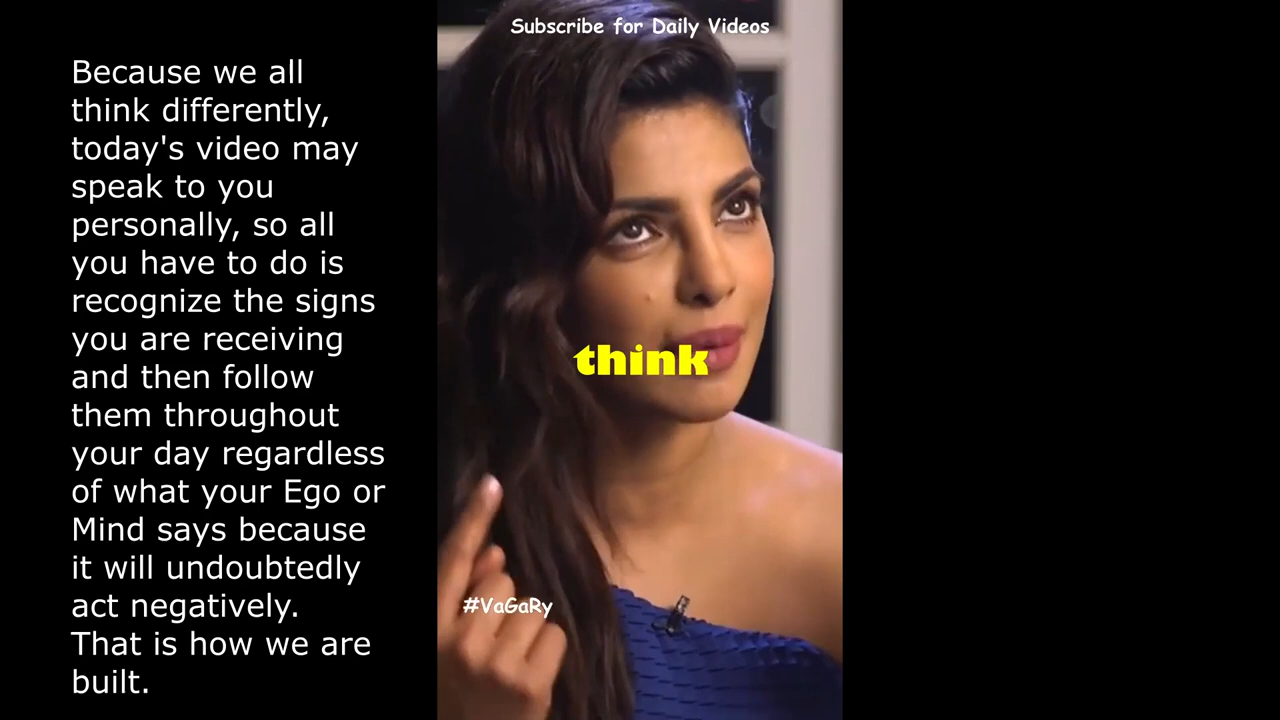 Subscribe for Daily Videos
Because we all
think differently,
today's video may
speak to you
personally, so all
you have to do is
recognize the signs
you are receiving
and then follow
them throughout
your day regardless
of what your Ego or
Mind says because
it will undoubtedly
act negatively.
That is how we are
built.
think
#VaGaRy